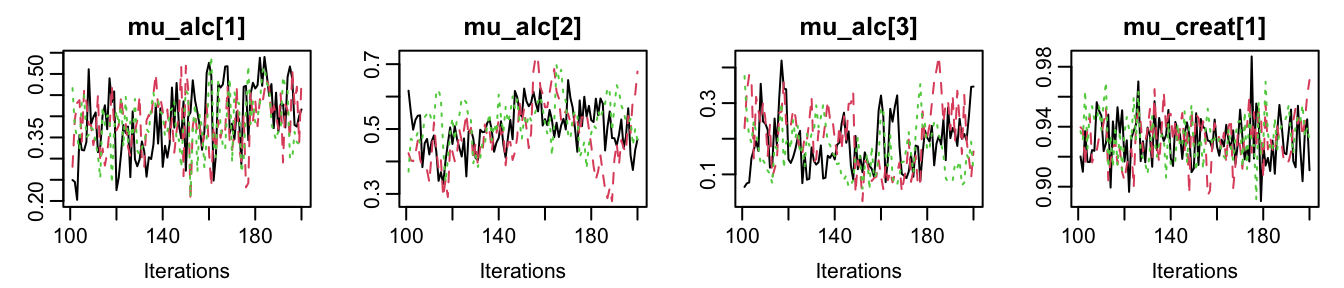 mu_alc[1] mu_alc[2] mu_alc[3] mu_creat[1]
0.20 0.35 0.50 0.3 0.5 0.7 0.1 0.3 0.90 0.94 0.98
100 140 180 100 140 180 100 140 180 100 140 180
Iterations Iterations Iterations Iterations